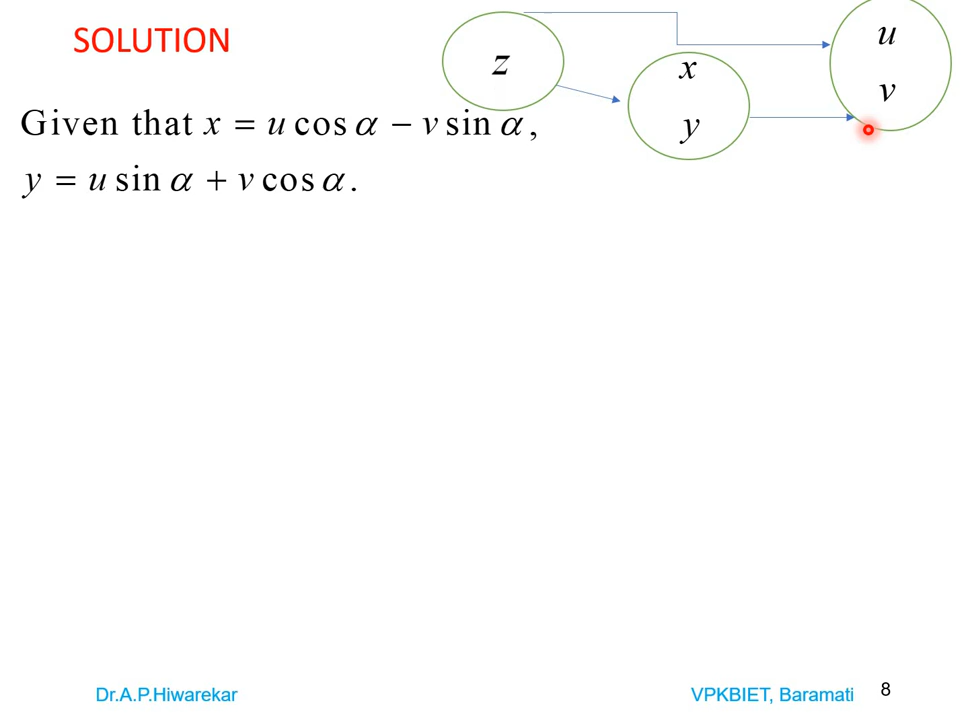 SOLUTION
z
x
y
u
v
Given that x = u cos α − v sin α ,
y = u sin α + v cos α .
Dr.A.P.Hiwarekar
VPKBIET, Baramati
8